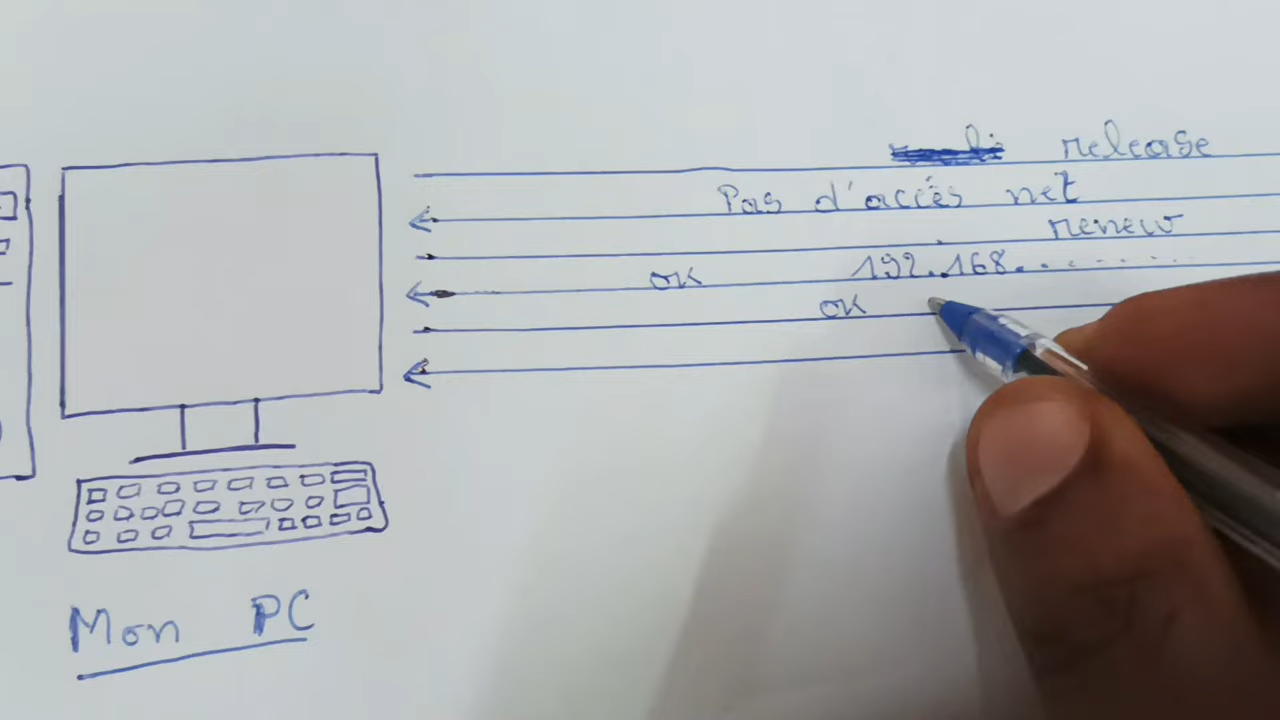 release
Pas d'accès net
renew
ok 192.168...........
ok
Mon PC